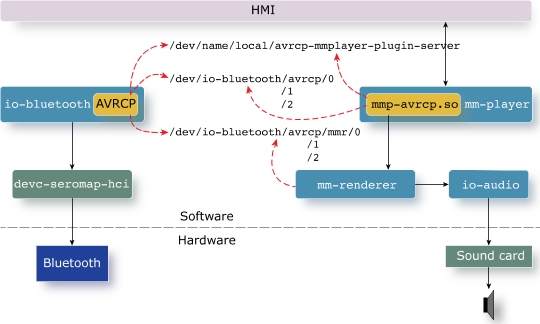 HMI
/dev/name/local/avrcp-mmplayer-plugin-server
/dev/io-bluetooth/avrcp/0
/1
/2
io-bluetooth AVRCP
mmp-avrcp.so mm-player
/dev/io-bluetooth/avrcp/mmr/0
/1
/2
devc-seromap-hci
mm-renderer
io-audio
Software
Hardware
Bluetooth
Sound card